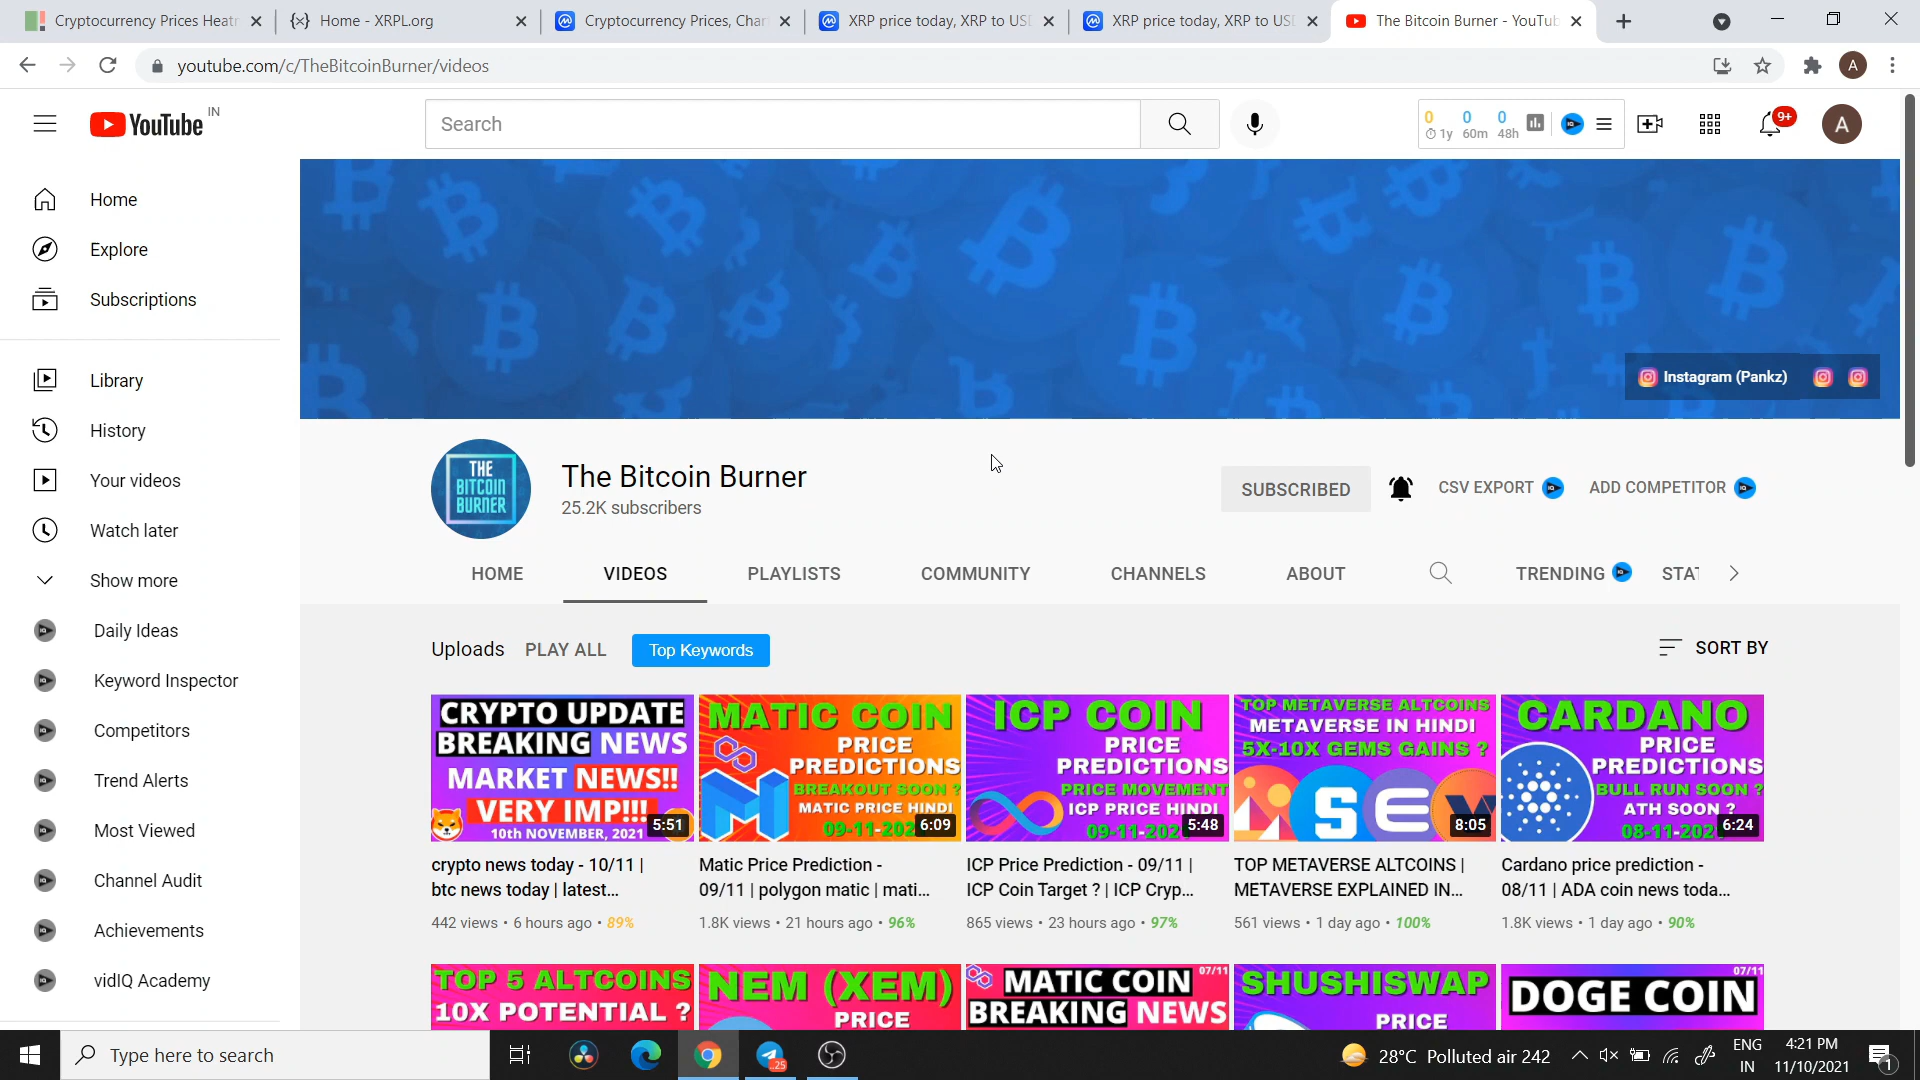 Cryptocurrency Prices Heatm
Home - XRPL.org
Cryptocurrency Prices, Char
XRP price today, XRP to USD
XRP price today, XRP to USD
The Bitcoin Burner - YouTub
youtube.com/c/TheBitcoinBurner/videos
A
YouTube IN
Search
0 0 0
1y 60m 48h
9+
A
Home
Explore
Subscriptions
Library
History
Your videos
Watch later
Show more
Daily Ideas
Keyword Inspector
Competitors
Trend Alerts
Most Viewed
Channel Audit
Achievements
vidIQ Academy
Instagram (Pankz)
THE
BITCOIN
BURNER
The Bitcoin Burner
25.2K subscribers
SUBSCRIBED
CSV EXPORT
ADD COMPETITOR
HOME
VIDEOS
PLAYLISTS
COMMUNITY
CHANNELS
ABOUT
TRENDING
STAT
Uploads
PLAY ALL
Top Keywords
SORT BY
CRYPTO UPDATE
BREAKING NEWS
MARKET NEWS!!
VERY IMP!!!
10th NOVEMBER, 2021
5:51
crypto news today - 10/11 |
btc news today | latest...
442 views • 6 hours ago • 89%
MATIC COIN
PRICE
PREDICTIONS
BREAKOUT SOON ?
MATIC PRICE HINDI
09-11-202
6:09
Matic Price Prediction -
09/11 | polygon matic | mati...
1.8K views • 21 hours ago • 96%
ICP COIN
PRICE
PREDICTIONS
PRICE MOVEMENT
ICP PRICE HINDI
09-11-202
5:48
ICP Price Prediction - 09/11 |
ICP Coin Target ? | ICP Cryp...
865 views • 23 hours ago • 97%
TOP METAVERSE ALTCOINS
METAVERSE IN HINDI
5X-10X GEMS GAINS ?
8:05
TOP METAVERSE ALTCOINS |
METAVERSE EXPLAINED IN...
561 views • 1 day ago • 100%
CARDANO
PRICE
PREDICTIONS
BULL RUN SOON ?
ATH SOON ?
08-11-202
6:24
Cardano price prediction -
08/11 | ADA coin news toda...
1.8K views • 1 day ago • 90%
TOP 5 ALTCOINS
10X POTENTIAL ?
NEM (XEM)
PRICE
MATIC COIN
07/11
BREAKING NEWS
SHUSHISWAP
PRICE
07/11
DOGE COIN
Type here to search
25
28°C Polluted air 242
ENG
IN
4:21 PM
11/10/2021
1